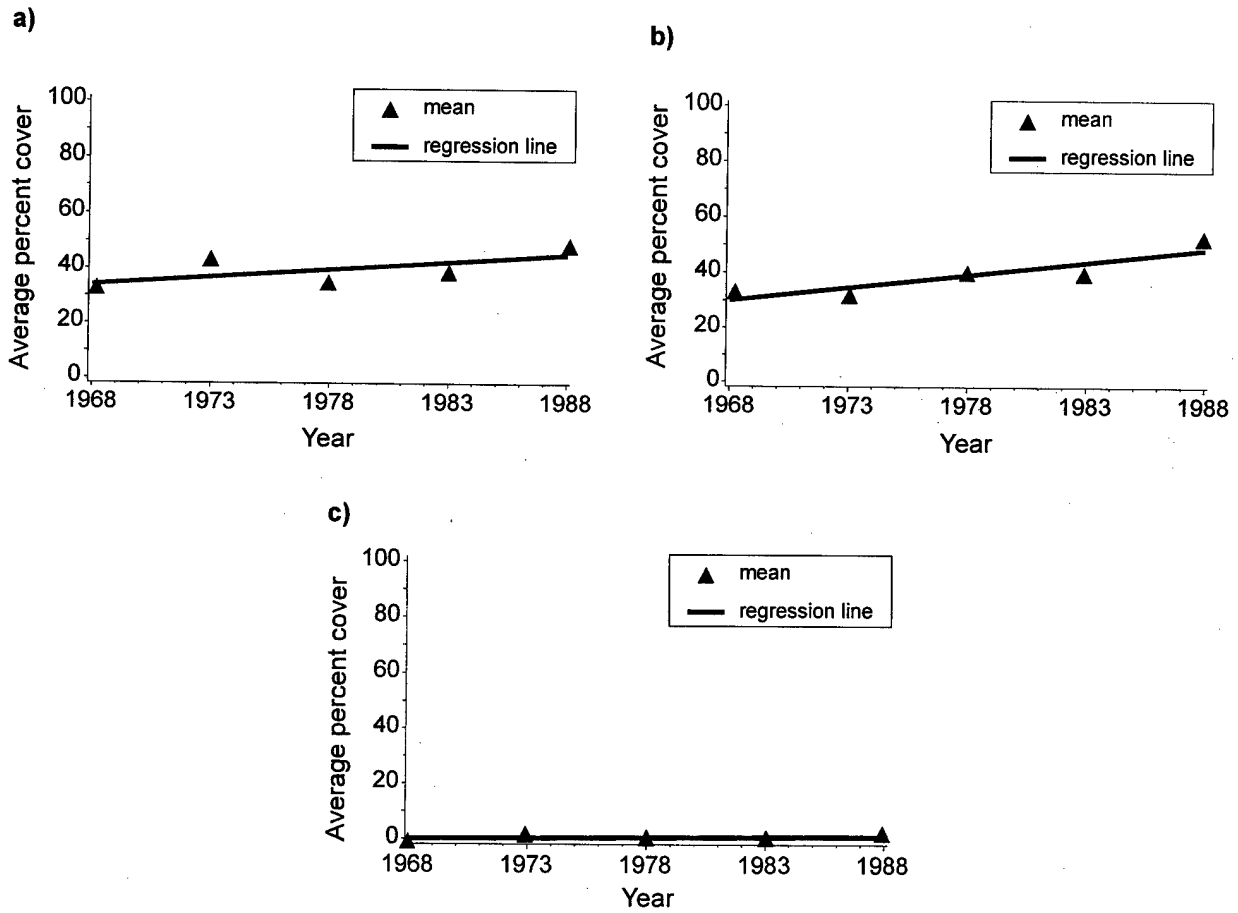 a)
Average percent cover
100
80
60
40
20
0
mean
regression line
1968 1973 1978 1983 1988
Year
b)
Average percent cover
100
80
60
40
20
0
mean
regression line
1968 1973 1978 1983 1988
Year
c)
Average percent cover
100
80
60
40
20
0
mean
regression line
1968 1973 1978 1983 1988
Year